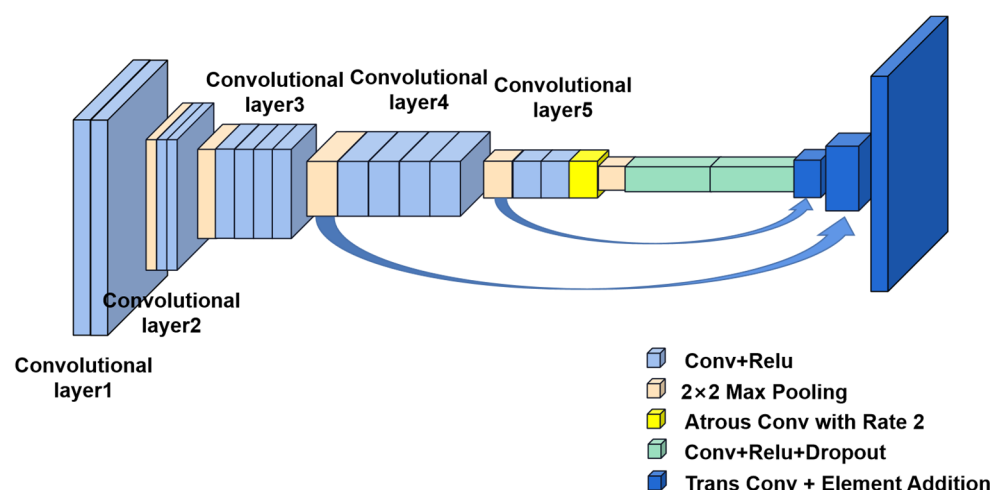 Convolutional
layer3
Convolutional
layer4
Convolutional
layer5
Convolutional
layer2
Convolutional
layer1
Conv+Relu
2×2 Max Pooling
Atrous Conv with Rate 2
Conv+Relu+Dropout
Trans Conv + Element Addition